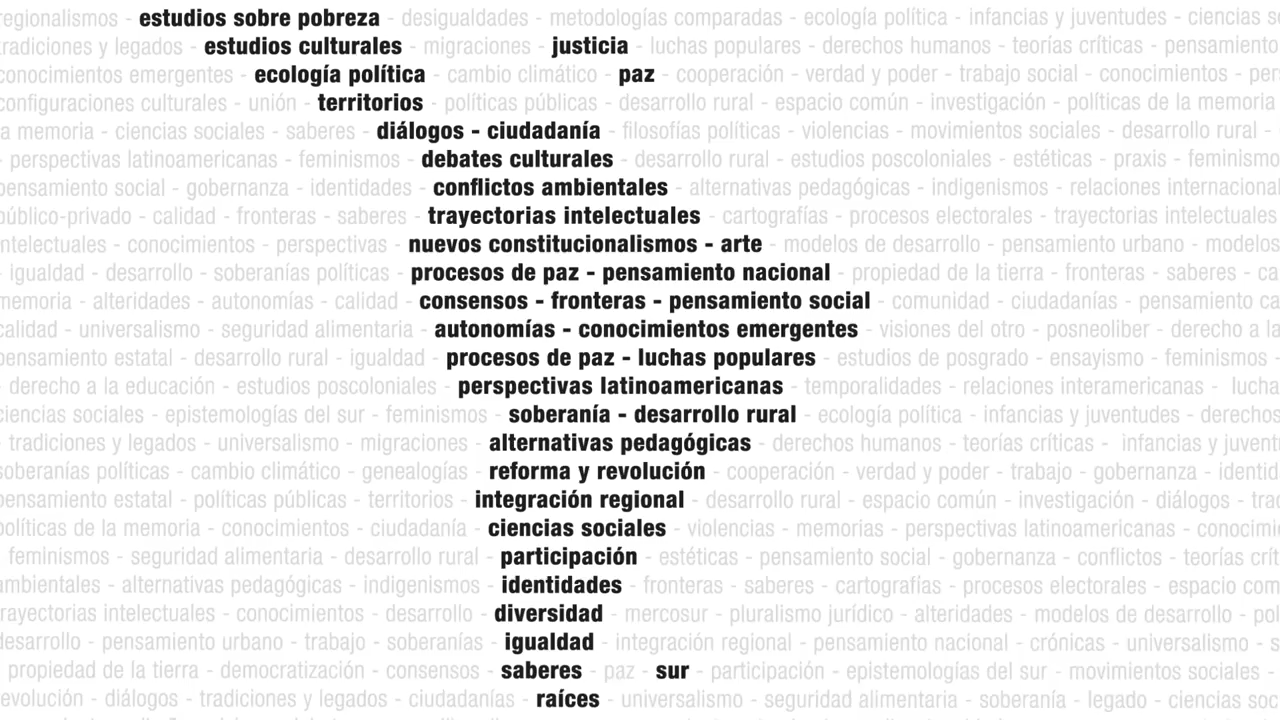 regionalismos - estudios sobre pobreza - desigualdades - metodologías comparadas - ecología política - infancias y juventudes - ciencias
tradiciones y legados - estudios culturales - migraciones - justicia - luchas populares - derechos humanos - teorías críticas - pensamiento
conocimientos emergentes - ecología política - cambio climático - paz - cooperación - verdad y poder - trabajo social - conocimientos -
configuraciones culturales - unión - territorios - políticas públicas - desarrollo rural - espacio común - investigación - políticas de la memoria
la memoria - ciencias sociales - saberes - diálogos - ciudadanía - filosofías políticas - violencias - movimientos sociales - desarrollo rural -
- perspectivas latinoamericanas - feminismos - debates culturales - desarrollo rural - estudios poscoloniales - estéticas - praxis - feminismo
pensamiento social - gobernanza - identidades - conflictos ambientales - alternativas pedagógicas - indigenismos - relaciones internacional
público-privado - calidad - fronteras - saberes - trayectorias intelectuales - cartografías - procesos electorales - trayectorias intelectuales
ntelectuales - conocimientos - perspectivas - nuevos constitucionalismos - arte - modelos de desarrollo - pensamiento urbano - modelos
- igualdad - desarrollo - soberanías políticas - procesos de paz - pensamiento nacional - propiedad de la tierra - fronteras - saberes - ca
memoria - alteridades - autonomías - calidad - consensos - fronteras - pensamiento social - comunidad - ciudadanías - pensamiento ca
calidad - universalismo - seguridad alimentaria - autonomías - conocimientos emergentes - visiones del otro - posneoliber - derecho a la
pensamiento estatal - desarrollo rural - igualdad - procesos de paz - luchas populares - estudios de posgrado - ensayismo - feminismos -
- derecho a la educación - estudios poscoloniales - perspectivas latinoamericanas - temporalidades - relaciones interamericanas - lucha
ciencias sociales - epistemologías del sur - feminismos - soberanía - desarrollo rural - ecología política - infancias y juventudes - derechos
- tradiciones y legados - universalismo - migraciones - alternativas pedagógicas - derechos humanos - teorías críticas - infancias y juvent
soberanías políticas - cambio climático - genealogías - reforma y revolución - cooperación - verdad y poder - trabajo - gobernanza - identid
pensamiento estatal - políticas públicas - territorios - integración regional - desarrollo rural - espacio común - investigación - diálogos - trad
políticas de la memoria - conocimientos - ciudadanía - ciencias sociales - violencias - memorias - perspectivas latinoamericanas - conocim
feminismos - seguridad alimentaria - desarrollo rural - participación - estéticas - pensamiento social - gobernanza - conflictos - teorías crít
ambientales - alternativas pedagógicas - indigenismos - identidades - fronteras - saberes - cartografías - procesos electorales - espacio com
trayectorias intelectuales - conocimientos - desarrollo - diversidad - mercosur - pluralismo jurídico - alternidades - modelos de desarrollo - pol
desarrollo - pensamiento urbano - trabajo - soberanías - igualdad - integración regional - pensamiento nacional - crónicas - universalismo - s
propiedad de la tierra - democratización - consensos - saberes - paz - sur - participación - epistemologías del sur - movimientos sociales -
revolución - diálogos - tradiciones y legados - ciudadanías - raíces - universalismo - seguridad alimentaria - soberanía - legado - ciencias soc